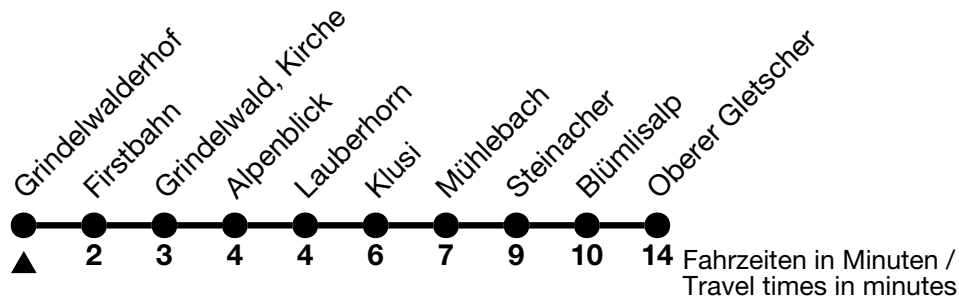 Grindelwalderhof
Firstbahn
Grindelwald, Kirche
Alpenblick
Lauberhorn
Klusi
Mühlebach
Steinacher
Blümlisalp
Oberer Gletscher
2 3 4 4 6 7 9 10 14
Fahrzeiten in Minuten /
Travel times in minutes